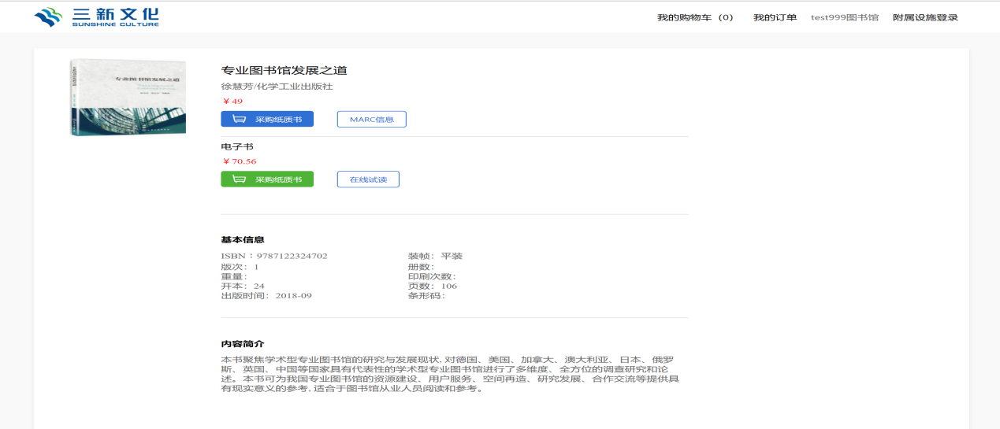 三新文化
SUNSHINE CULTURE
我的购物车（0） 我的订单 test999图书馆 附属设施登录
专业图书馆发展之道
专业图书馆发展之道
徐慧芳/化学工业出版社
￥49
采购纸质书 MARC信息
电子书
￥70.56
采购纸质书 在线试读
基本信息
ISBN：9787122324702 装帧：平装
版次：1 册数：
重量： 印刷次数：
开本：24 页数：106
出版时间：2018-09 条形码：
内容简介
本书聚焦学术型专业图书馆的研究与发展现状,对德国、美国、加拿大、澳大利亚、日本、俄罗
斯、英国、中国等国家具有代表性的学术型专业图书馆进行了多维度、全方位的调查研究和论
述。本书可为我国专业图书馆的资源建设、用户服务、空间再造、研究发展、合作交流等提供具
有现实意义的参考,适合于图书馆从业人员阅读和参考。